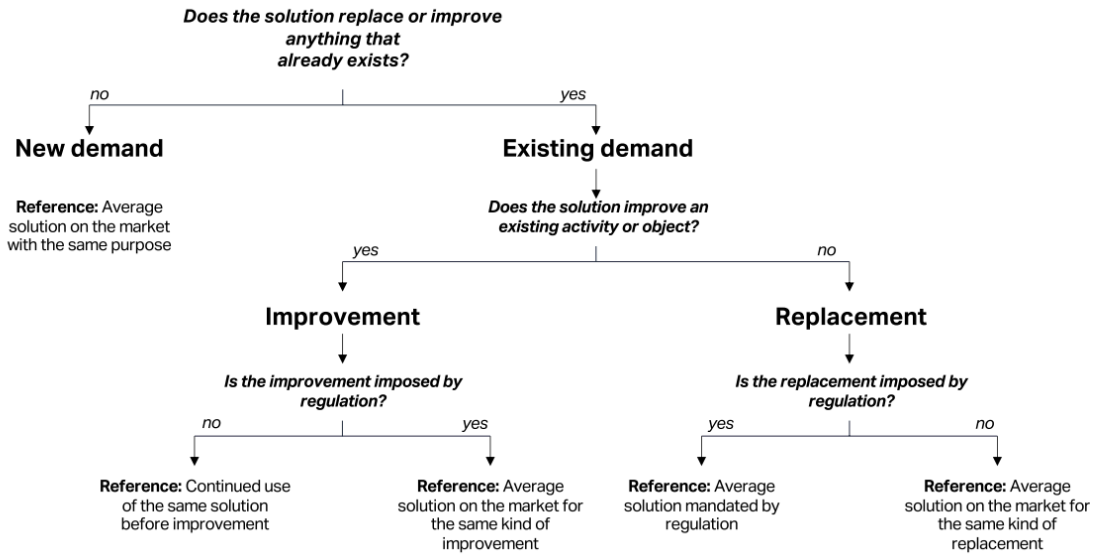 Does the solution replace or improve
anything that
already exists?
no
yes
New demand
Existing demand
Reference: Average
solution on the market
with the same purpose
Does the solution improve an
existing activity or object?
yes
no
Improvement
Replacement
Is the improvement imposed by
regulation?
Is the replacement imposed by
regulation?
no
yes
yes
no
Reference: Continued use
of the same solution
before improvement
Reference: Average
solution on the market for
the same kind of
improvement
Reference: Average
solution mandated by
regulation
Reference: Average
solution on the market for
the same kind of
replacement